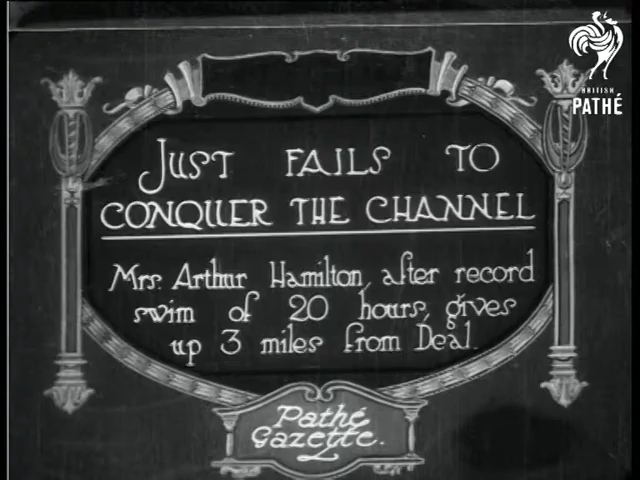 BRITISH
PATHÉ
JUST FAILS TO
CONQUER THE CHANNEL
Mrs. Arthur Hamilton, after record
swim of 20 hours, gives
up 3 miles from Deal.
Pathé
Gazette.